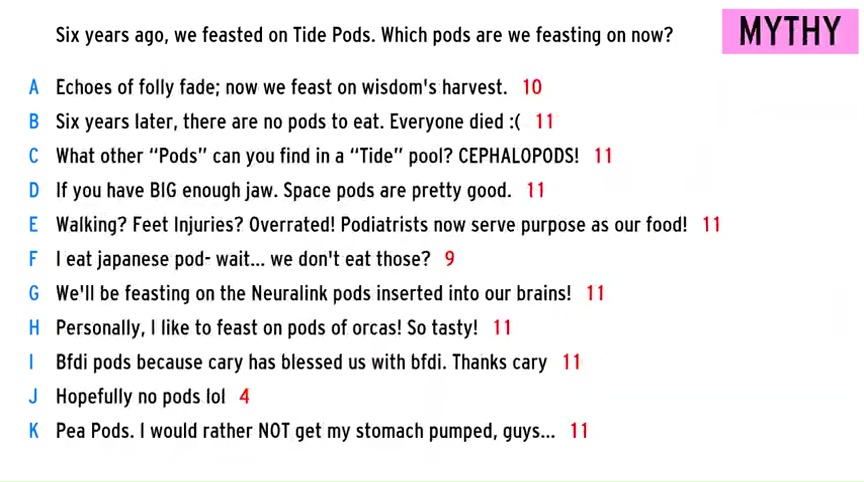 Six years ago, we feasted on Tide Pods. Which pods are we feasting on now?
MYTHY
A Echoes of folly fade; now we feast on wisdom's harvest. 10
B Six years later, there are no pods to eat. Everyone died :( 11
C What other “Pods” can you find in a “Tide” pool? CEPHALOPODS! 11
D If you have BIG enough jaw. Space pods are pretty good. 11
E Walking? Feet Injuries? Overrated! Podiatrists now serve purpose as our food! 11
F I eat japanese pod- wait... we don't eat those? 9
G We'll be feasting on the Neuralink pods inserted into our brains! 11
H Personally, I like to feast on pods of orcas! So tasty! 11
I Bfdi pods because cary has blessed us with bfdi. Thanks cary 11
J Hopefully no pods lol 4
K Pea Pods. I would rather NOT get my stomach pumped, guys... 11